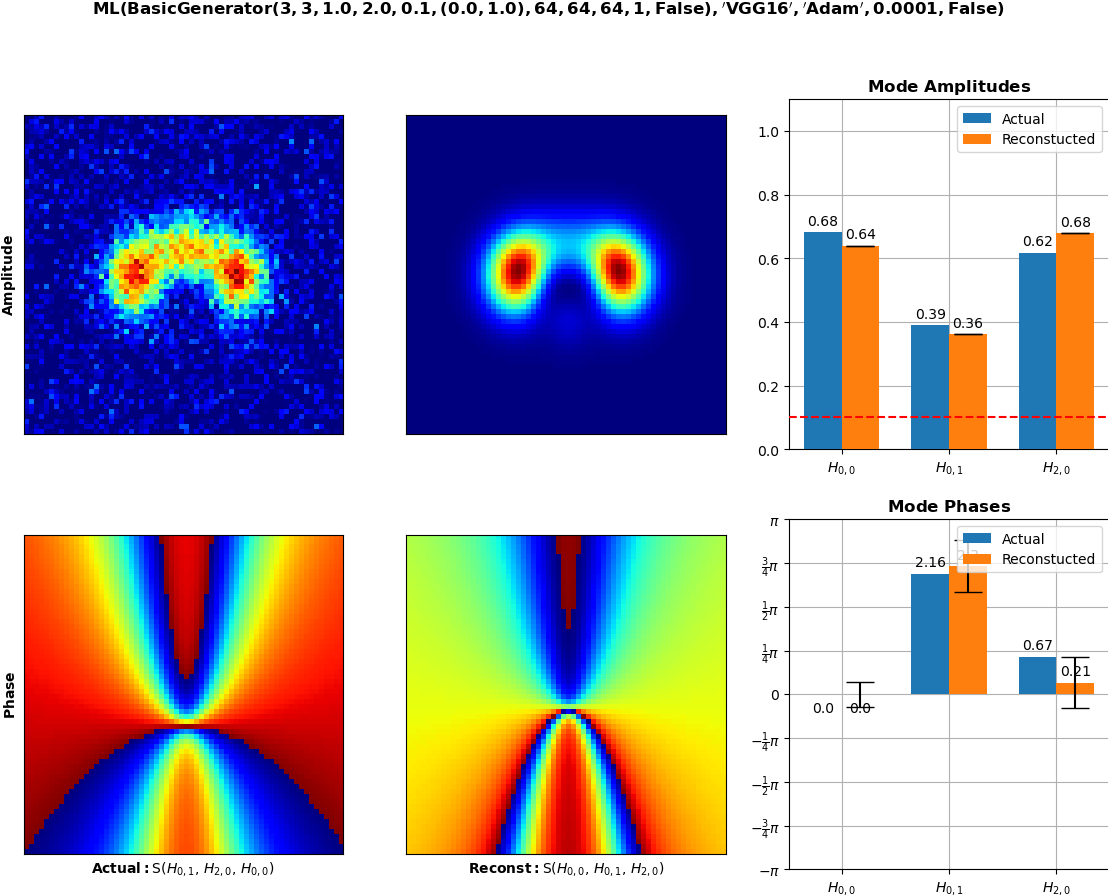 ML(BasicGenerator(3, 3, 1.0, 2.0, 0.1, (0.0, 1.0), 64, 64, 64, 1, False), 'VGG16', 'Adam', 0.0001, False)
Mode Amplitudes
Actual
Reconstucted
1.0
0.8
0.6
0.4
0.2
0.0
0.68
0.64
0.39
0.36
0.62
0.68
H0,0
H0,1
H2,0
Amplitude
Mode Phases
Actual
Reconstucted
π
3/4π
1/2π
1/4π
0
−1/4π
−1/2π
−3/4π
−π
0.0
0.0
2.16
0.67
0.21
H0,0
H0,1
H2,0
Phase
Actual: S(H0,1, H2,0, H0,0)
Reconst: S(H0,0, H0,1, H2,0)